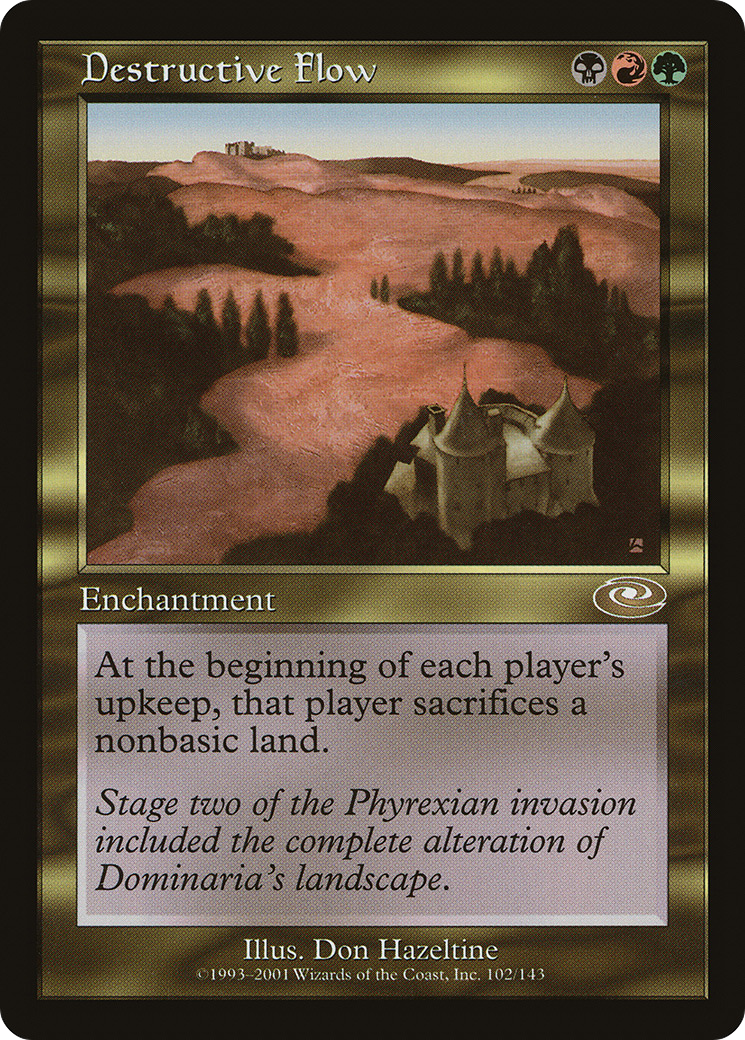 Destructive Flow
Enchantment
At the beginning of each player's
upkeep, that player sacrifices a
nonbasic land.
Stage two of the Phyrexian invasion
included the complete alteration of
Dominaria's landscape.
Illus. Don Hazeltine
©1993–2001 Wizards of the Coast, Inc. 102/143